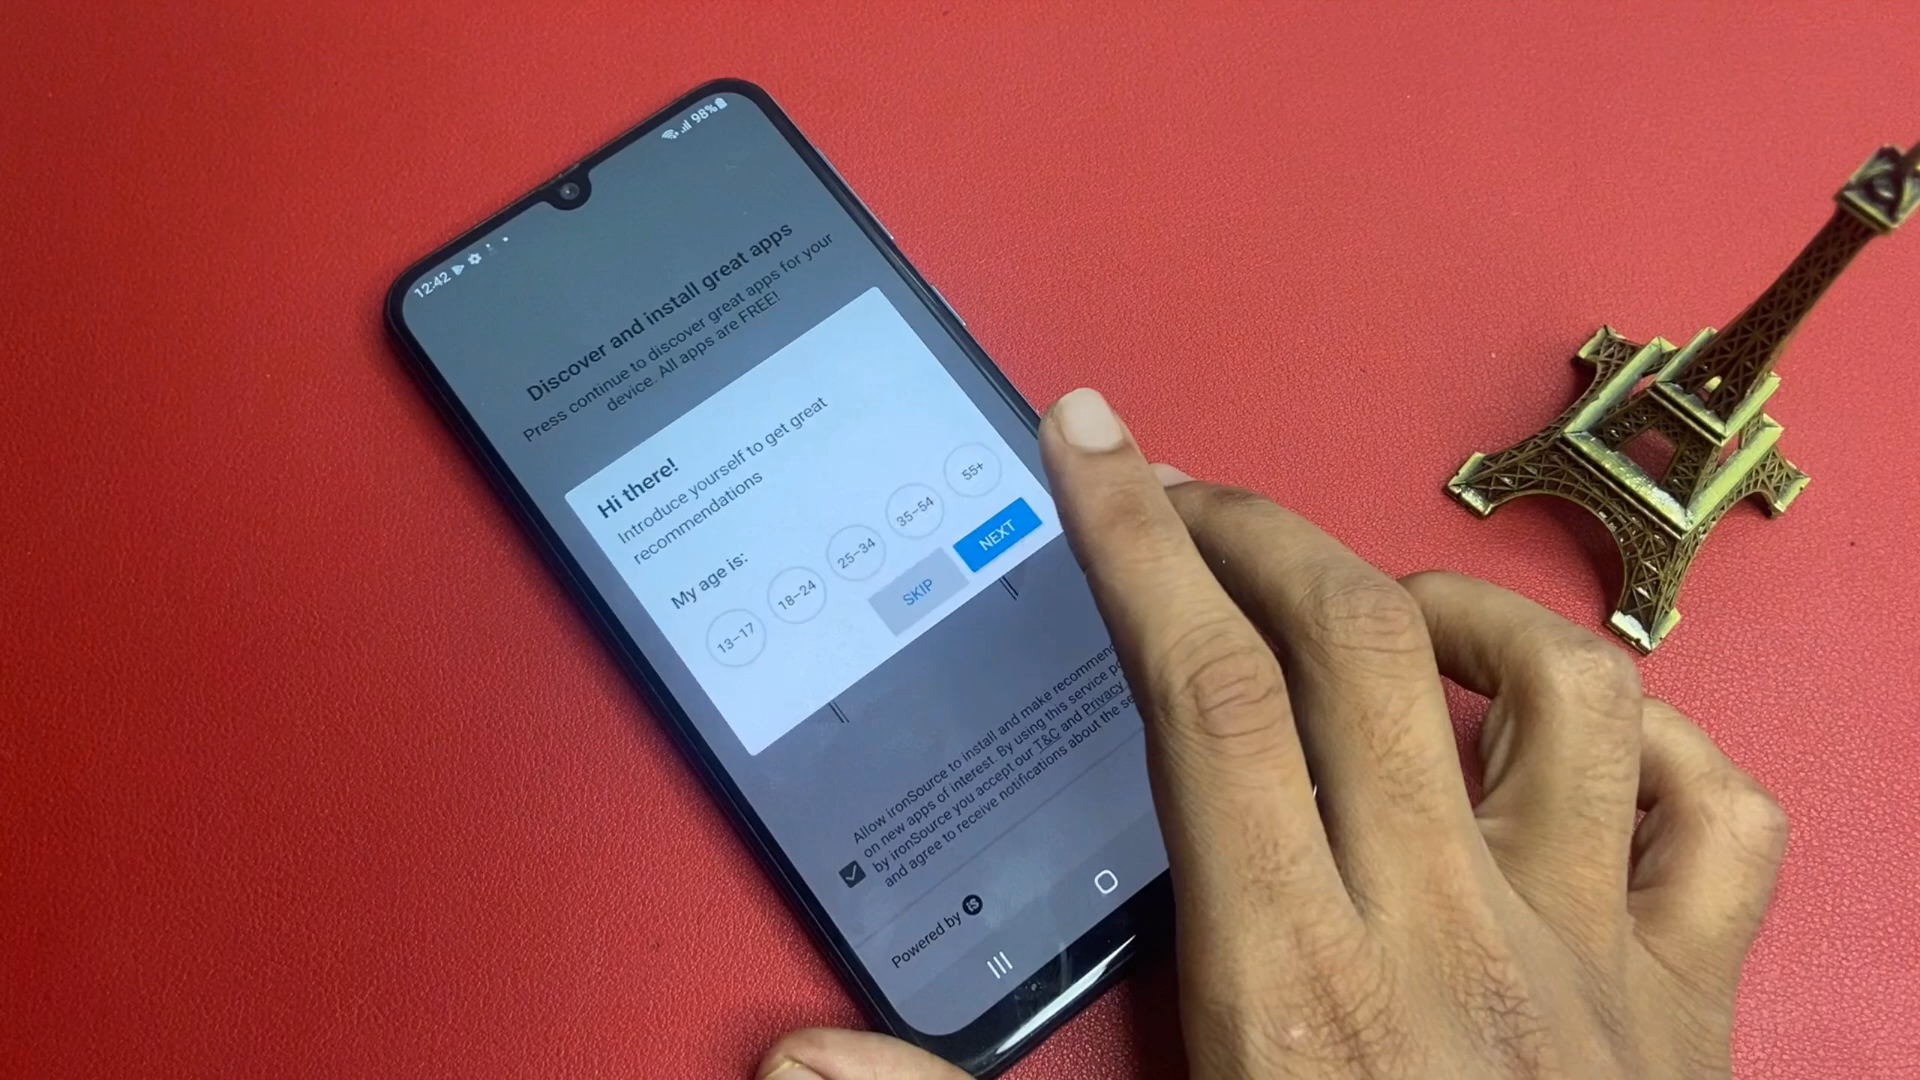 12:42
98%
Discover and install great apps
Press continue to discover great apps for your
device. All apps are FREE!
Hi there!
Introduce yourself to get great
recommendations
My age is:
13-17
18-24
25-34
35-54
55+
SKIP
NEXT
Allow ironSource to install and make recommen
on new apps of interest. By using this service
by ironSource you accept our T&C and Privacy
and agree to receive notifications about the
Powered by iS